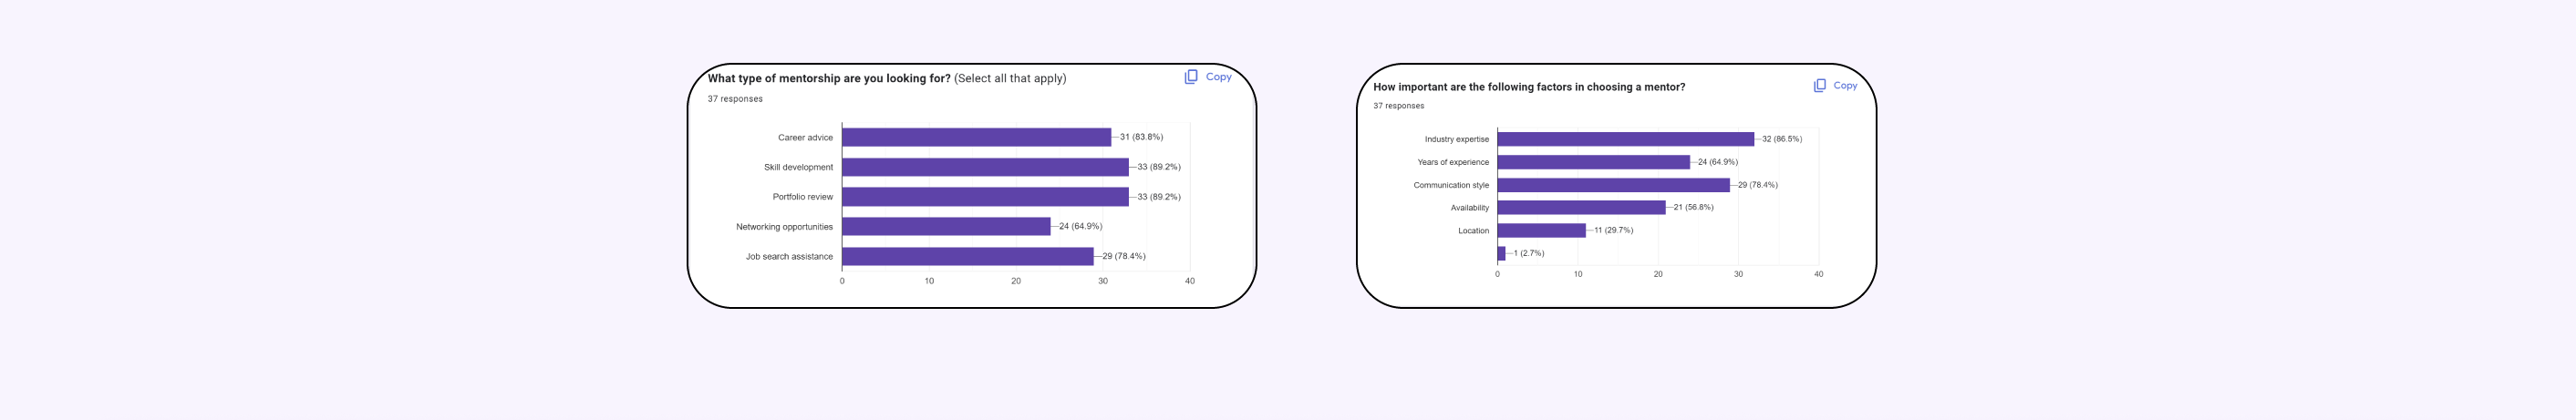 What type of mentorship are you looking for? (Select all that apply)
Copy
37 responses
Career advice
31 (83.8%)
Skill development
33 (89.2%)
Portfolio review
33 (89.2%)
Networking opportunities
24 (64.9%)
Job search assistance
29 (78.4%)
0 10 20 30 40
How important are the following factors in choosing a mentor?
Copy
37 responses
Industry expertise
32 (86.5%)
Years of experience
24 (64.9%)
Communication style
29 (78.4%)
Availability
21 (56.8%)
Location
11 (29.7%)
1 (2.7%)
0 10 20 30 40